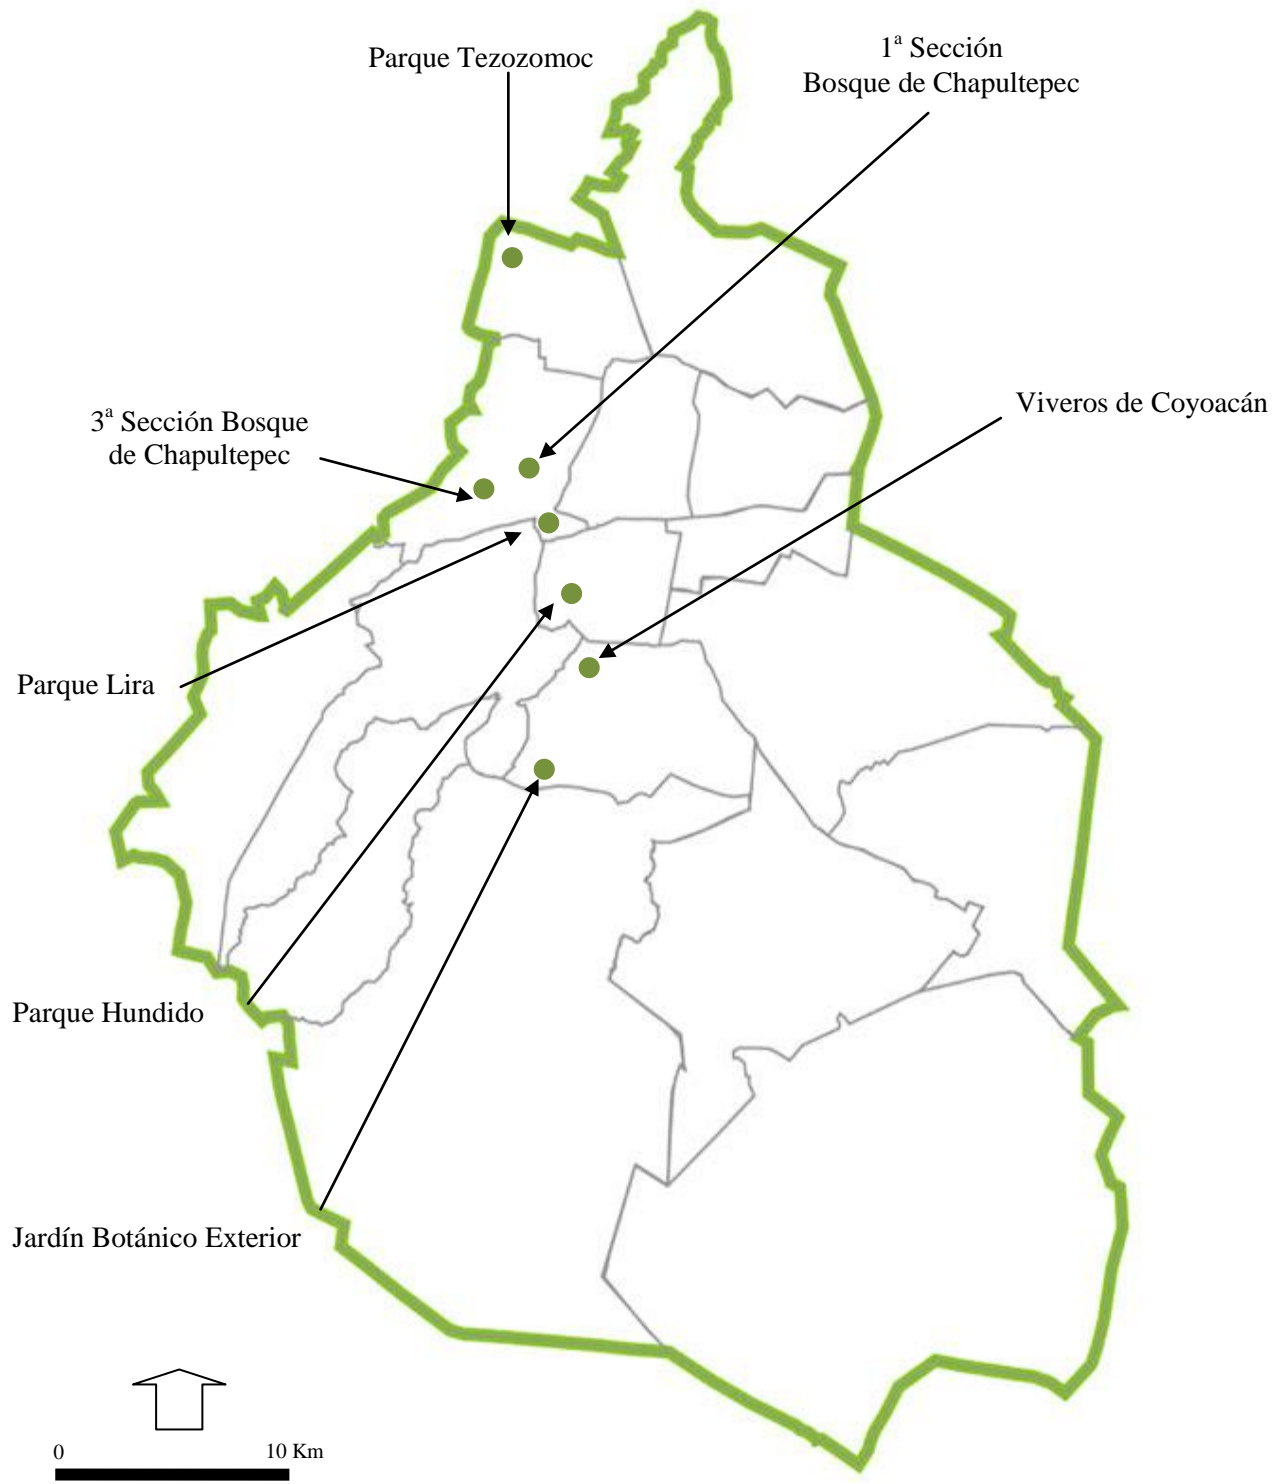 Parque Tezozomoc
1ª Sección
Bosque de Chapultepec
Viveros de Coyoacán
3ª Sección Bosque
de Chapultepec
Parque Lira
Parque Hundido
Jardín Botánico Exterior
0 10 Km